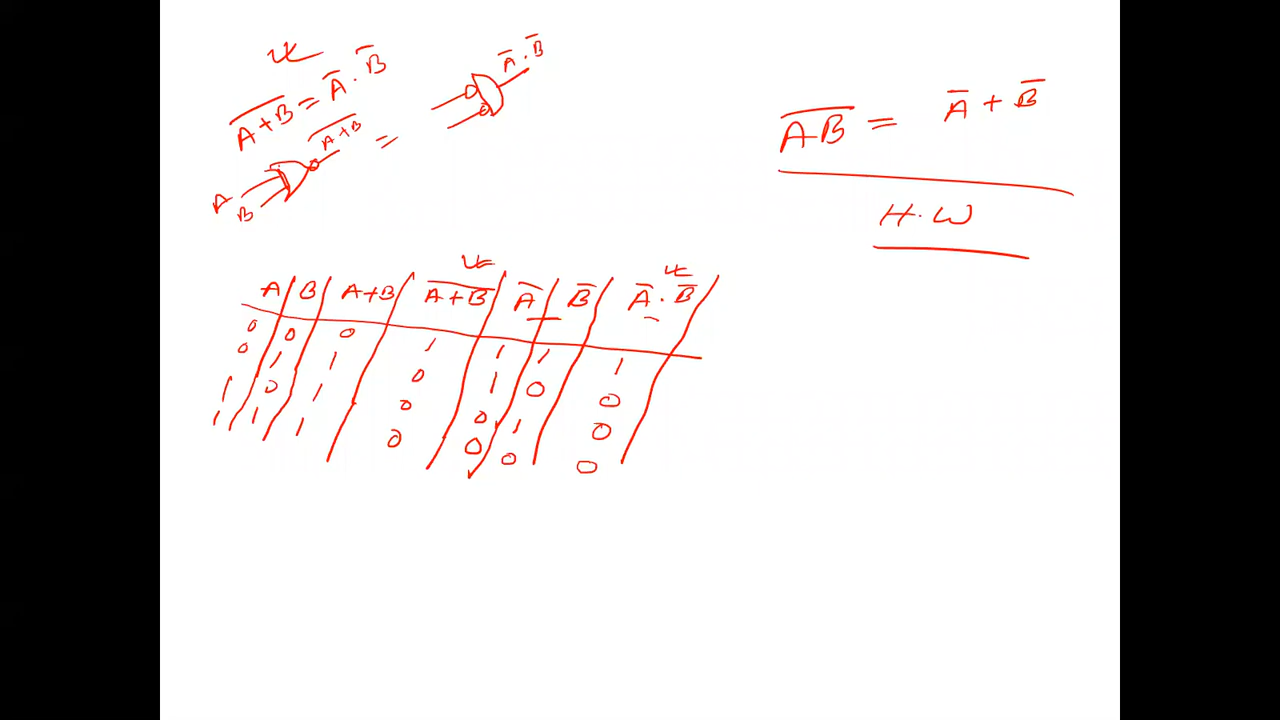 A̅+̅B̅ = A̅ . B̅
A
B
A̅+̅B̅
=
A̅ . B̅
A̅B̅ = A̅ + B̅
H.W
A B A+B A̅+̅B̅ A̅ B̅ A̅ . B̅
0 0 0 1 1 1 1
0 1 1 0 1 0 0
1 0 1 0 0 1 0
1 1 1 0 0 0 0